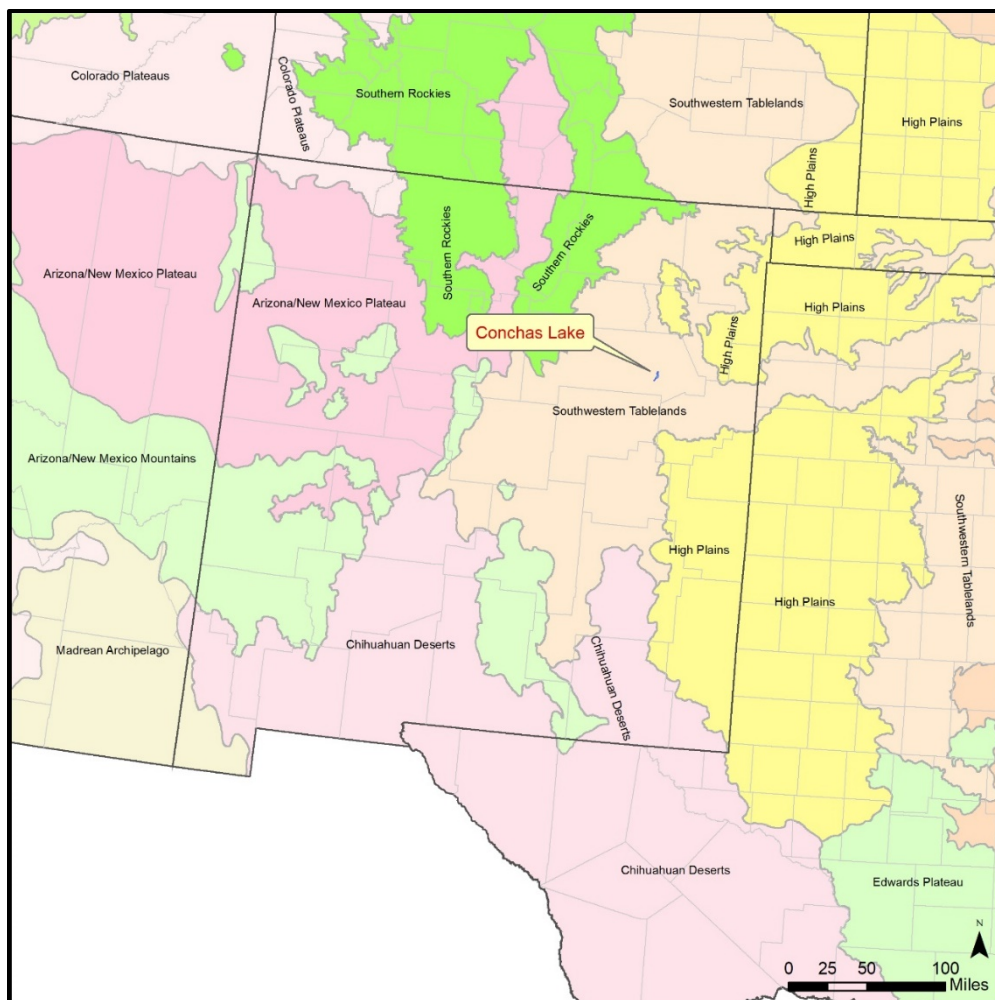 Colorado Plateaus
Colorado Plateaus
Southern Rockies
Southwestern Tablelands
High Plains
High Plains
Southern Rockies
Southern Rockies
High Plains
Arizona/New Mexico Plateau
Arizona/New Mexico Plateau
High Plains
Conchas Lake
High Plains
Southwestern Tablelands
Arizona/New Mexico Mountains
High Plains
Southwestern Tablelands
High Plains
Chihuahuan Deserts
Madrean Archipelago
Chihuahuan Deserts
Chihuahuan Deserts
Edwards Plateau
N
0 25 50 100
Miles